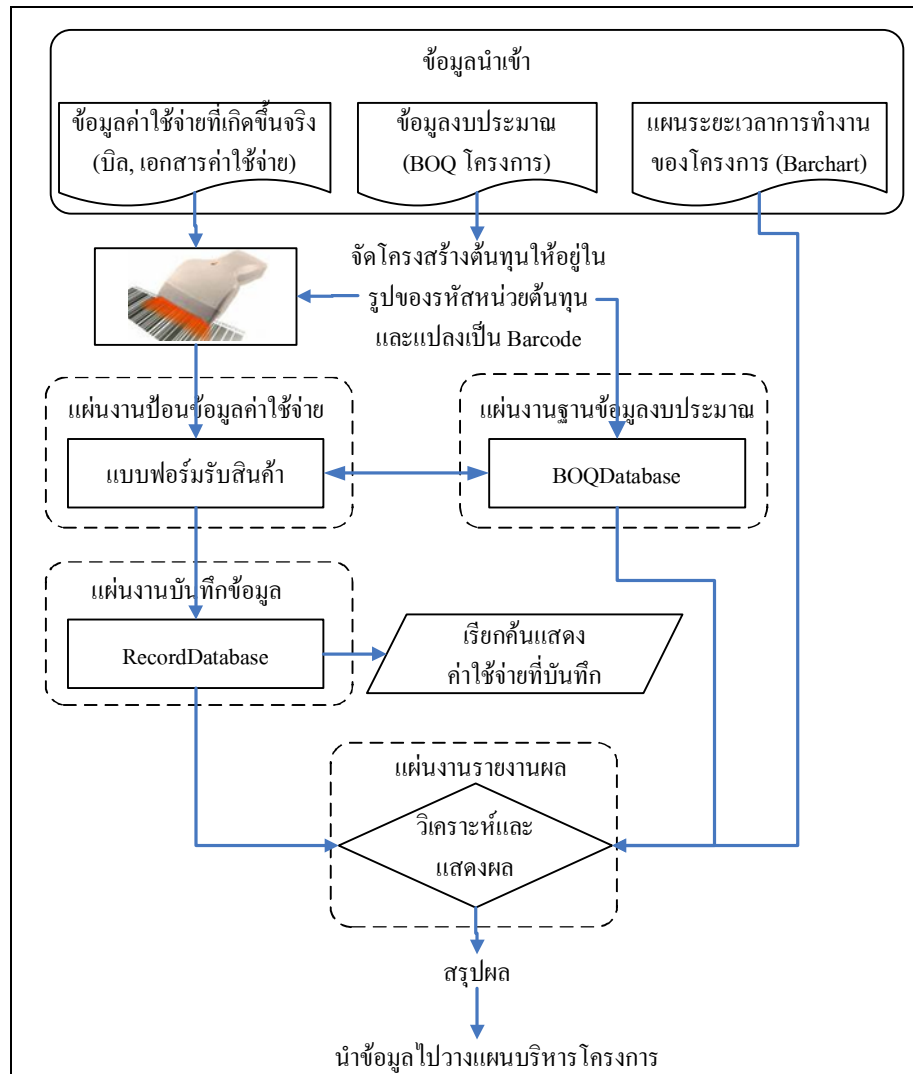 ข้อมูลนำเข้า
ข้อมูลค่าใช้จ่ายที่เกิดขึ้นจริง
(บิล, เอกสารค่าใช้จ่าย)
ข้อมูลงบประมาณ
(BOQ โครงการ)
แผนระยะเวลาการทำงาน
ของโครงการ (Barchart)
จัดโครงสร้างต้นทุนให้อยู่ใน
รูปของรหัสหน่วยต้นทุน
และแปลงเป็น Barcode
แผ่นงานป้อนข้อมูลค่าใช้จ่าย
แบบฟอร์มรับสินค้า
แผ่นงานฐานข้อมูลงบประมาณ
BOQDatabase
แผ่นงานบันทึกข้อมูล
RecordDatabase
เรียกค้นแสดง
ค่าใช้จ่ายที่บันทึก
แผ่นงานรายงานผล
วิเคราะห์และ
แสดงผล
สรุปผล
นำข้อมูลไปวางแผนบริหารโครงการ